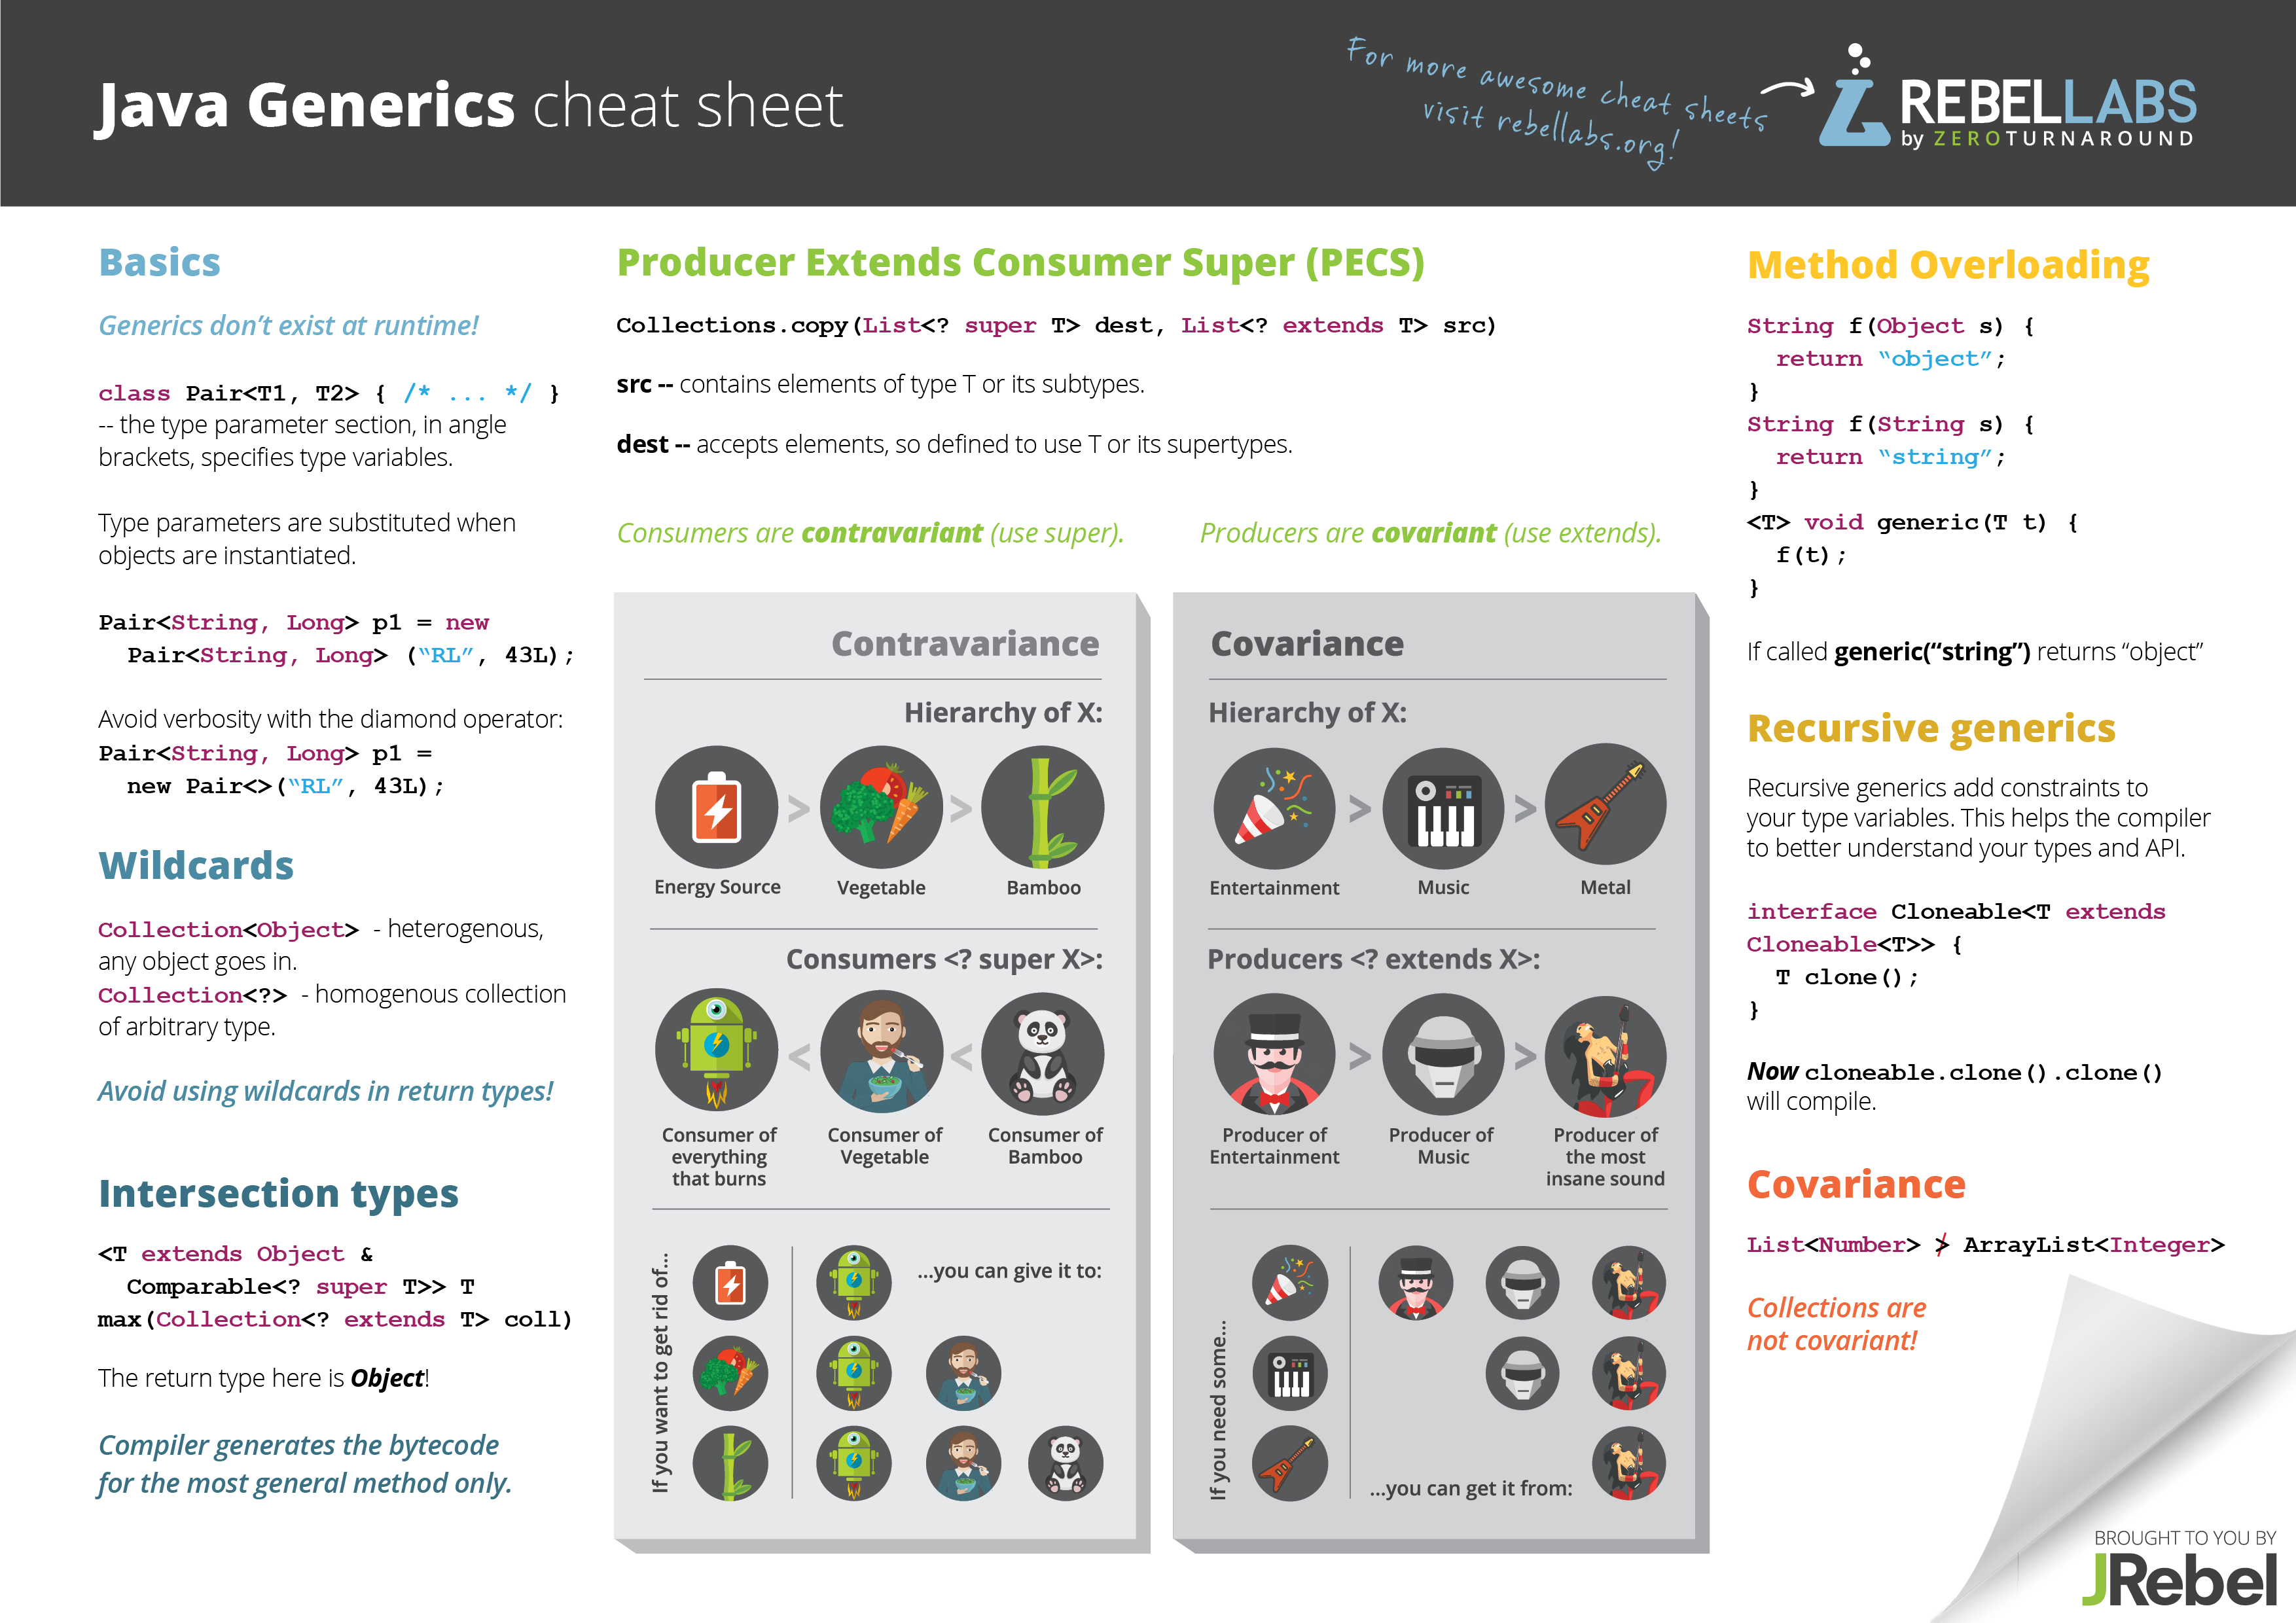 Java Generics cheat sheet
For more awesome cheat sheets
visit rebellabs.org!
REBELLABS
by ZEROTURNAROUND
Basics
Generics don’t exist at runtime!
class Pair<T1, T2> { /* ... */ }
-- the type parameter section, in angle
brackets, specifies type variables.
Type parameters are substituted when
objects are instantiated.
Pair<String, Long> p1 = new
Pair<String, Long> (“RL”, 43L);
Avoid verbosity with the diamond operator:
Pair<String, Long> p1 =
new Pair<>(“RL”, 43L);
Wildcards
Collection<Object> - heterogenous,
any object goes in.
Collection<?> - homogenous collection
of arbitrary type.
Avoid using wildcards in return types!
Intersection types
<T extends Object &
Comparable<? super T>> T
max(Collection<? extends T> coll)
The return type here is Object!
Compiler generates the bytecode
for the most general method only.
Producer Extends Consumer Super (PECS)
Collections.copy(List<? super T> dest, List<? extends T> src)
src -- contains elements of type T or its subtypes.
dest -- accepts elements, so defined to use T or its supertypes.
Consumers are contravariant (use super).
Producers are covariant (use extends).
Contravariance
Hierarchy of X:
> >
Energy Source
Vegetable
Bamboo
Consumers <? super X>:
< <
Consumer of
everything
that burns
Consumer of
Vegetable
Consumer of
Bamboo
If you want to get rid of...
...you can give it to:
Covariance
Hierarchy of X:
> >
Entertainment
Music
Metal
Producers <? extends X>:
> >
Producer of
Entertainment
Producer of
Music
Producer of
the most
insane sound
If you need some...
...you can get it from:
Method Overloading
String f(Object s) {
return “object”;
}
String f(String s) {
return “string”;
}
<T> void generic(T t) {
f(t);
}
If called generic(“string”) returns “object”
Recursive generics
Recursive generics add constraints to
your type variables. This helps the compiler
to better understand your types and API.
interface Cloneable<T extends
Cloneable<T>> {
T clone();
}
Now cloneable.clone().clone()
will compile.
Covariance
List<Number> ≯ ArrayList<Integer>
Collections are
not covariant!
BROUGHT TO YOU BY
JRebel